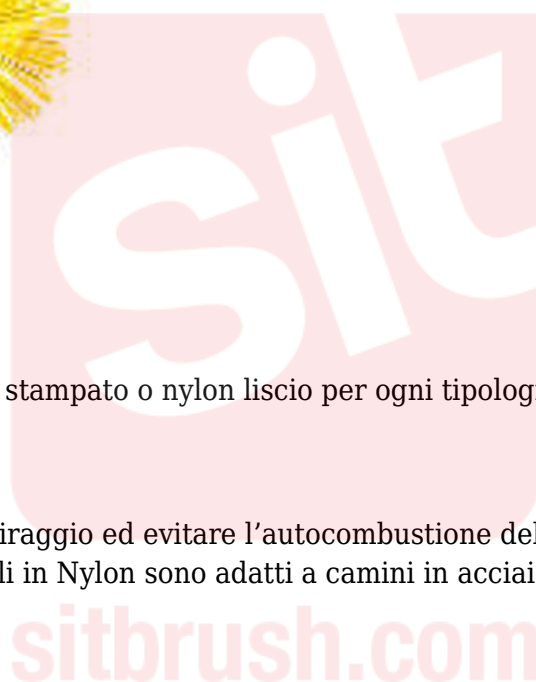 sit
stampato o nylon liscio per ogni tipologi
iraggio ed evitare l’autocombustione del
li in Nylon sono adatti a camini in acciai
sitbrush.com